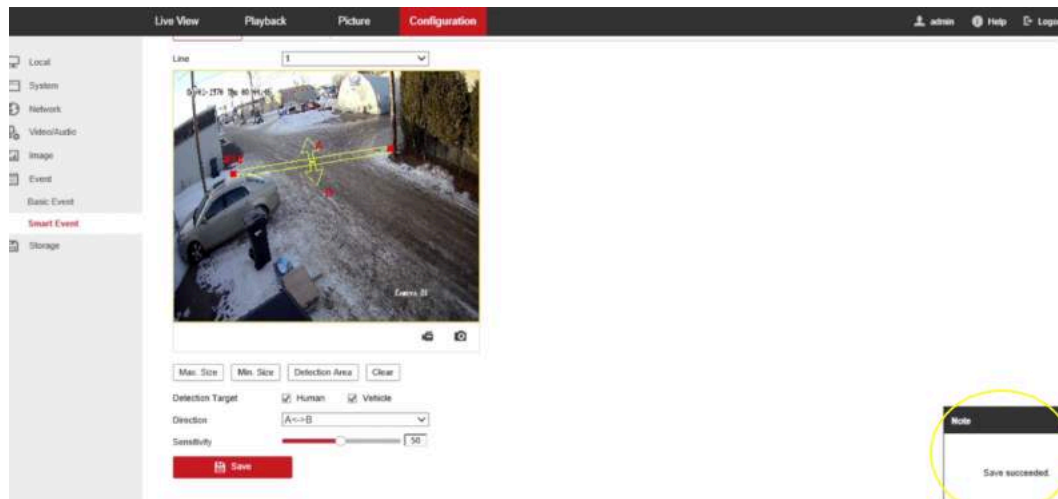 Live View Playback Picture Configuration admin Help Logo
Local
System
Network
Video/Audio
Image
Event
Basic Event
Smart Event
Storage
Line 1
A
B
Camera 01
Max. Size Min. Size Detection Area Clear
Detection Target Human Vehicle
Direction A<->B
Sensitivity 50
Save
Note
Save succeeded.